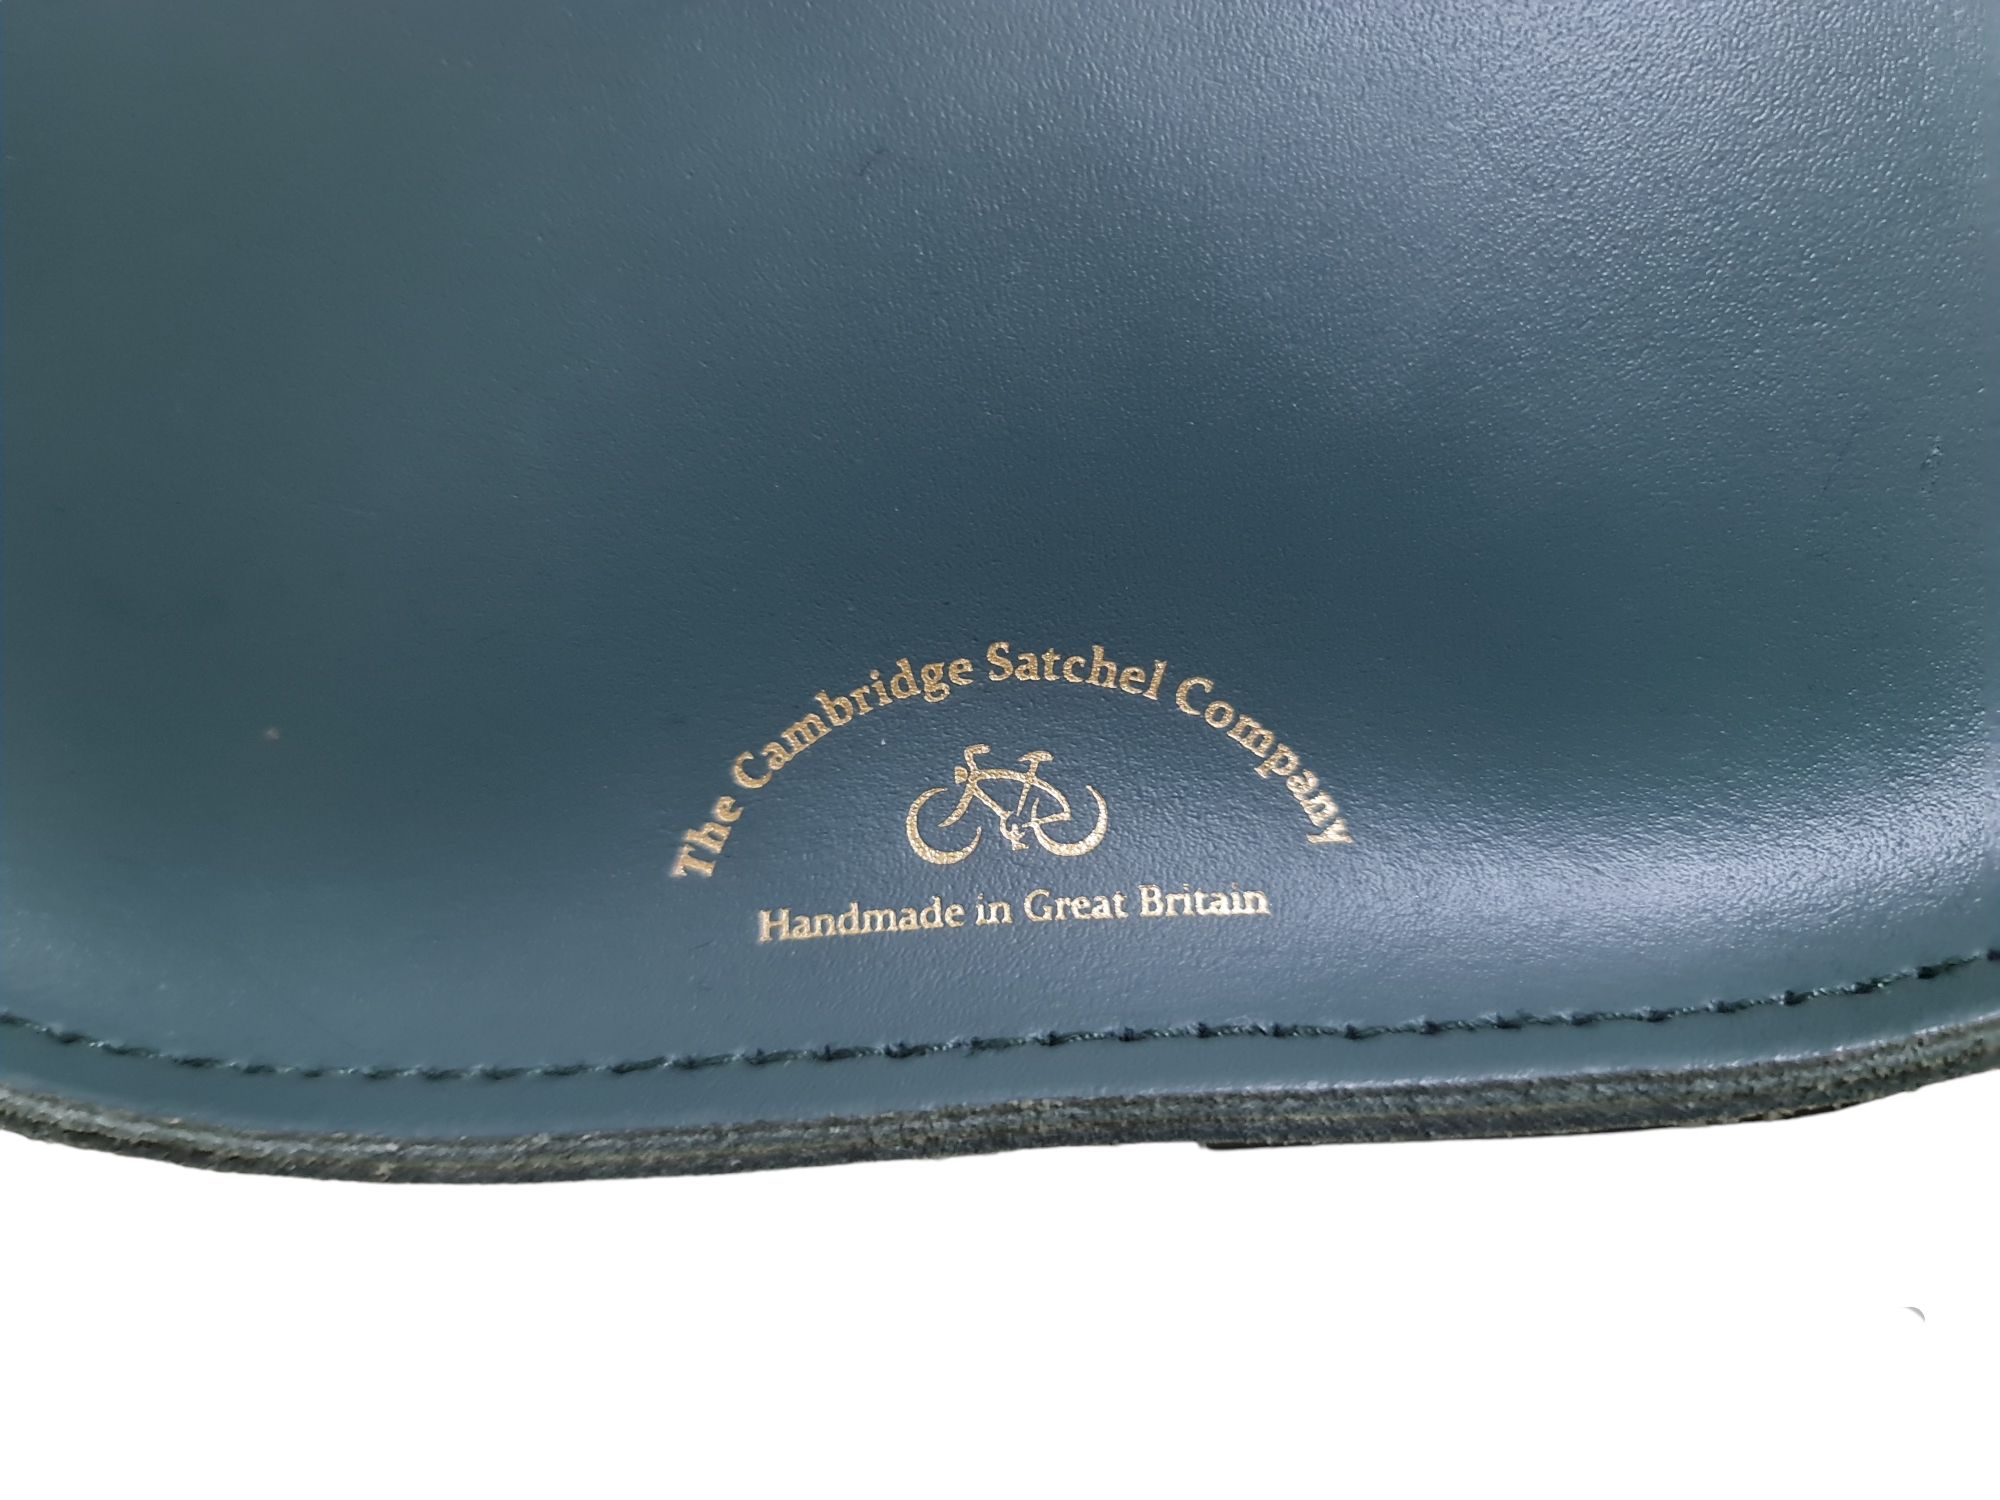 The Cambridge Satchel Company
Handmade in Great Britain